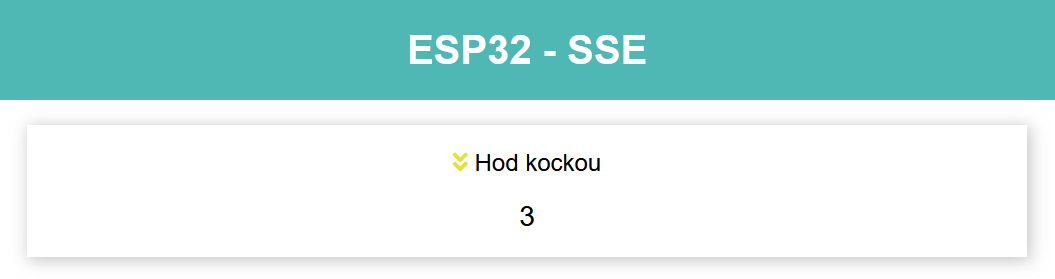 ESP32 - SSE
Hod kockou
3